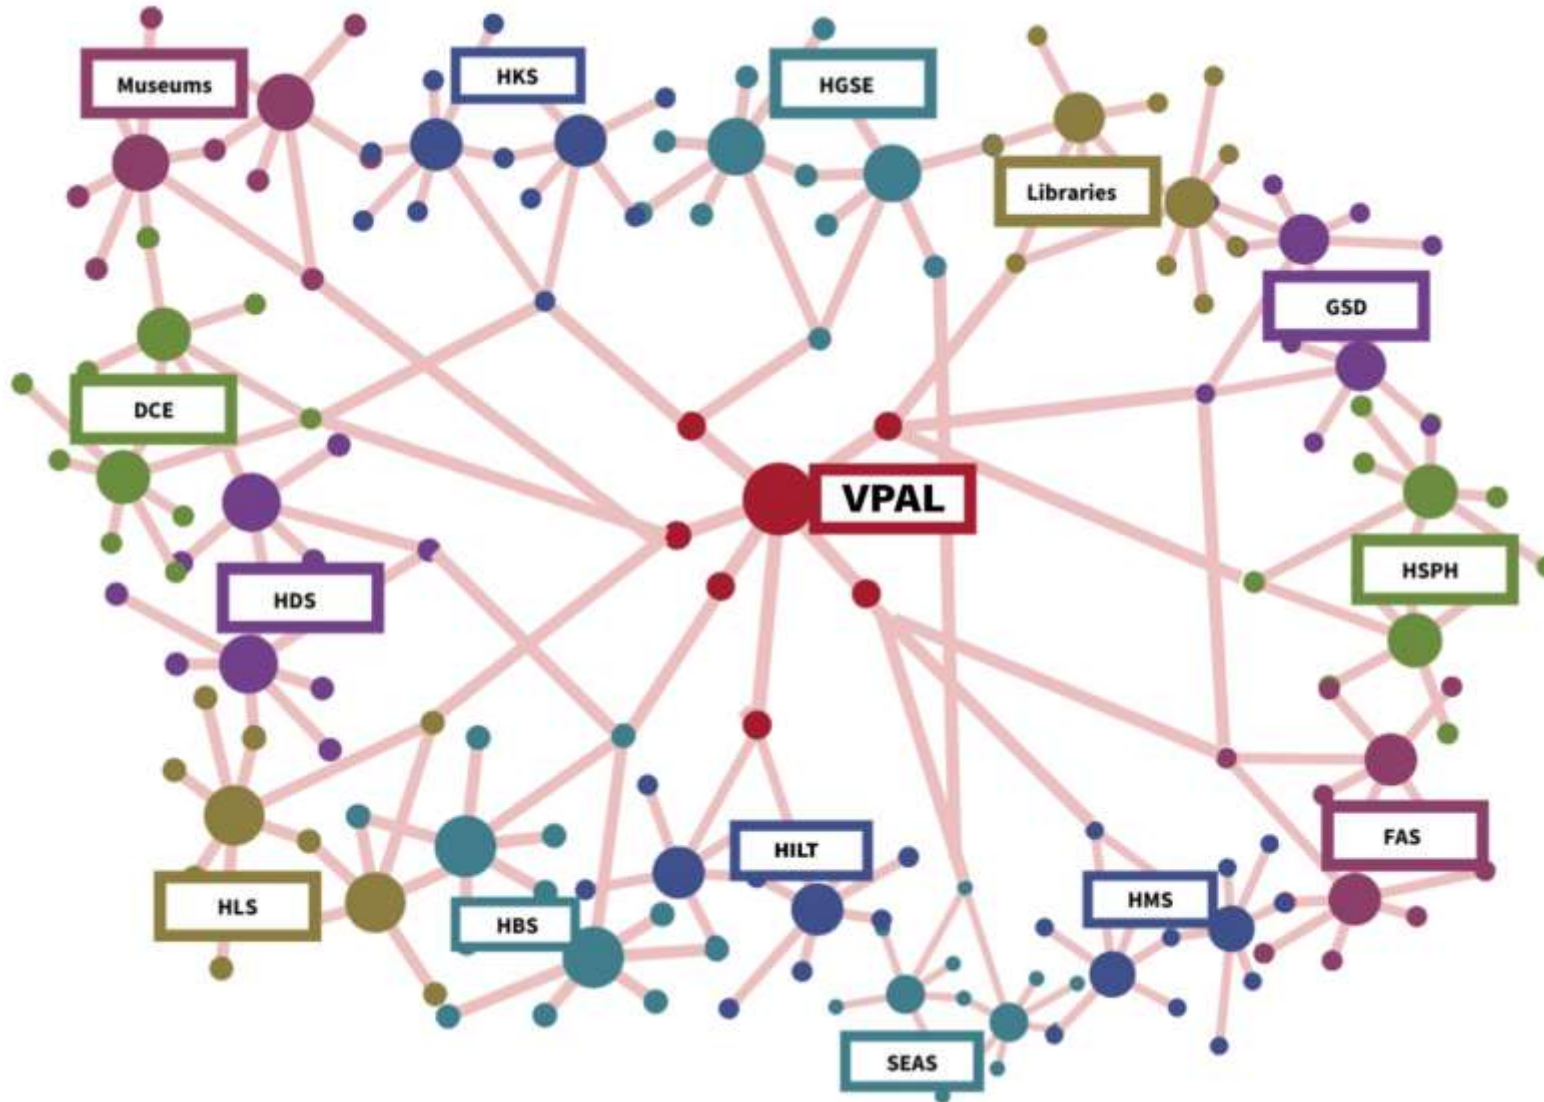 Museums
HKS
HGSE
Libraries
GSD
DCE
VPAL
HSPH
HDS
FAS
HILT
HLS
HBS
HMS
SEAS